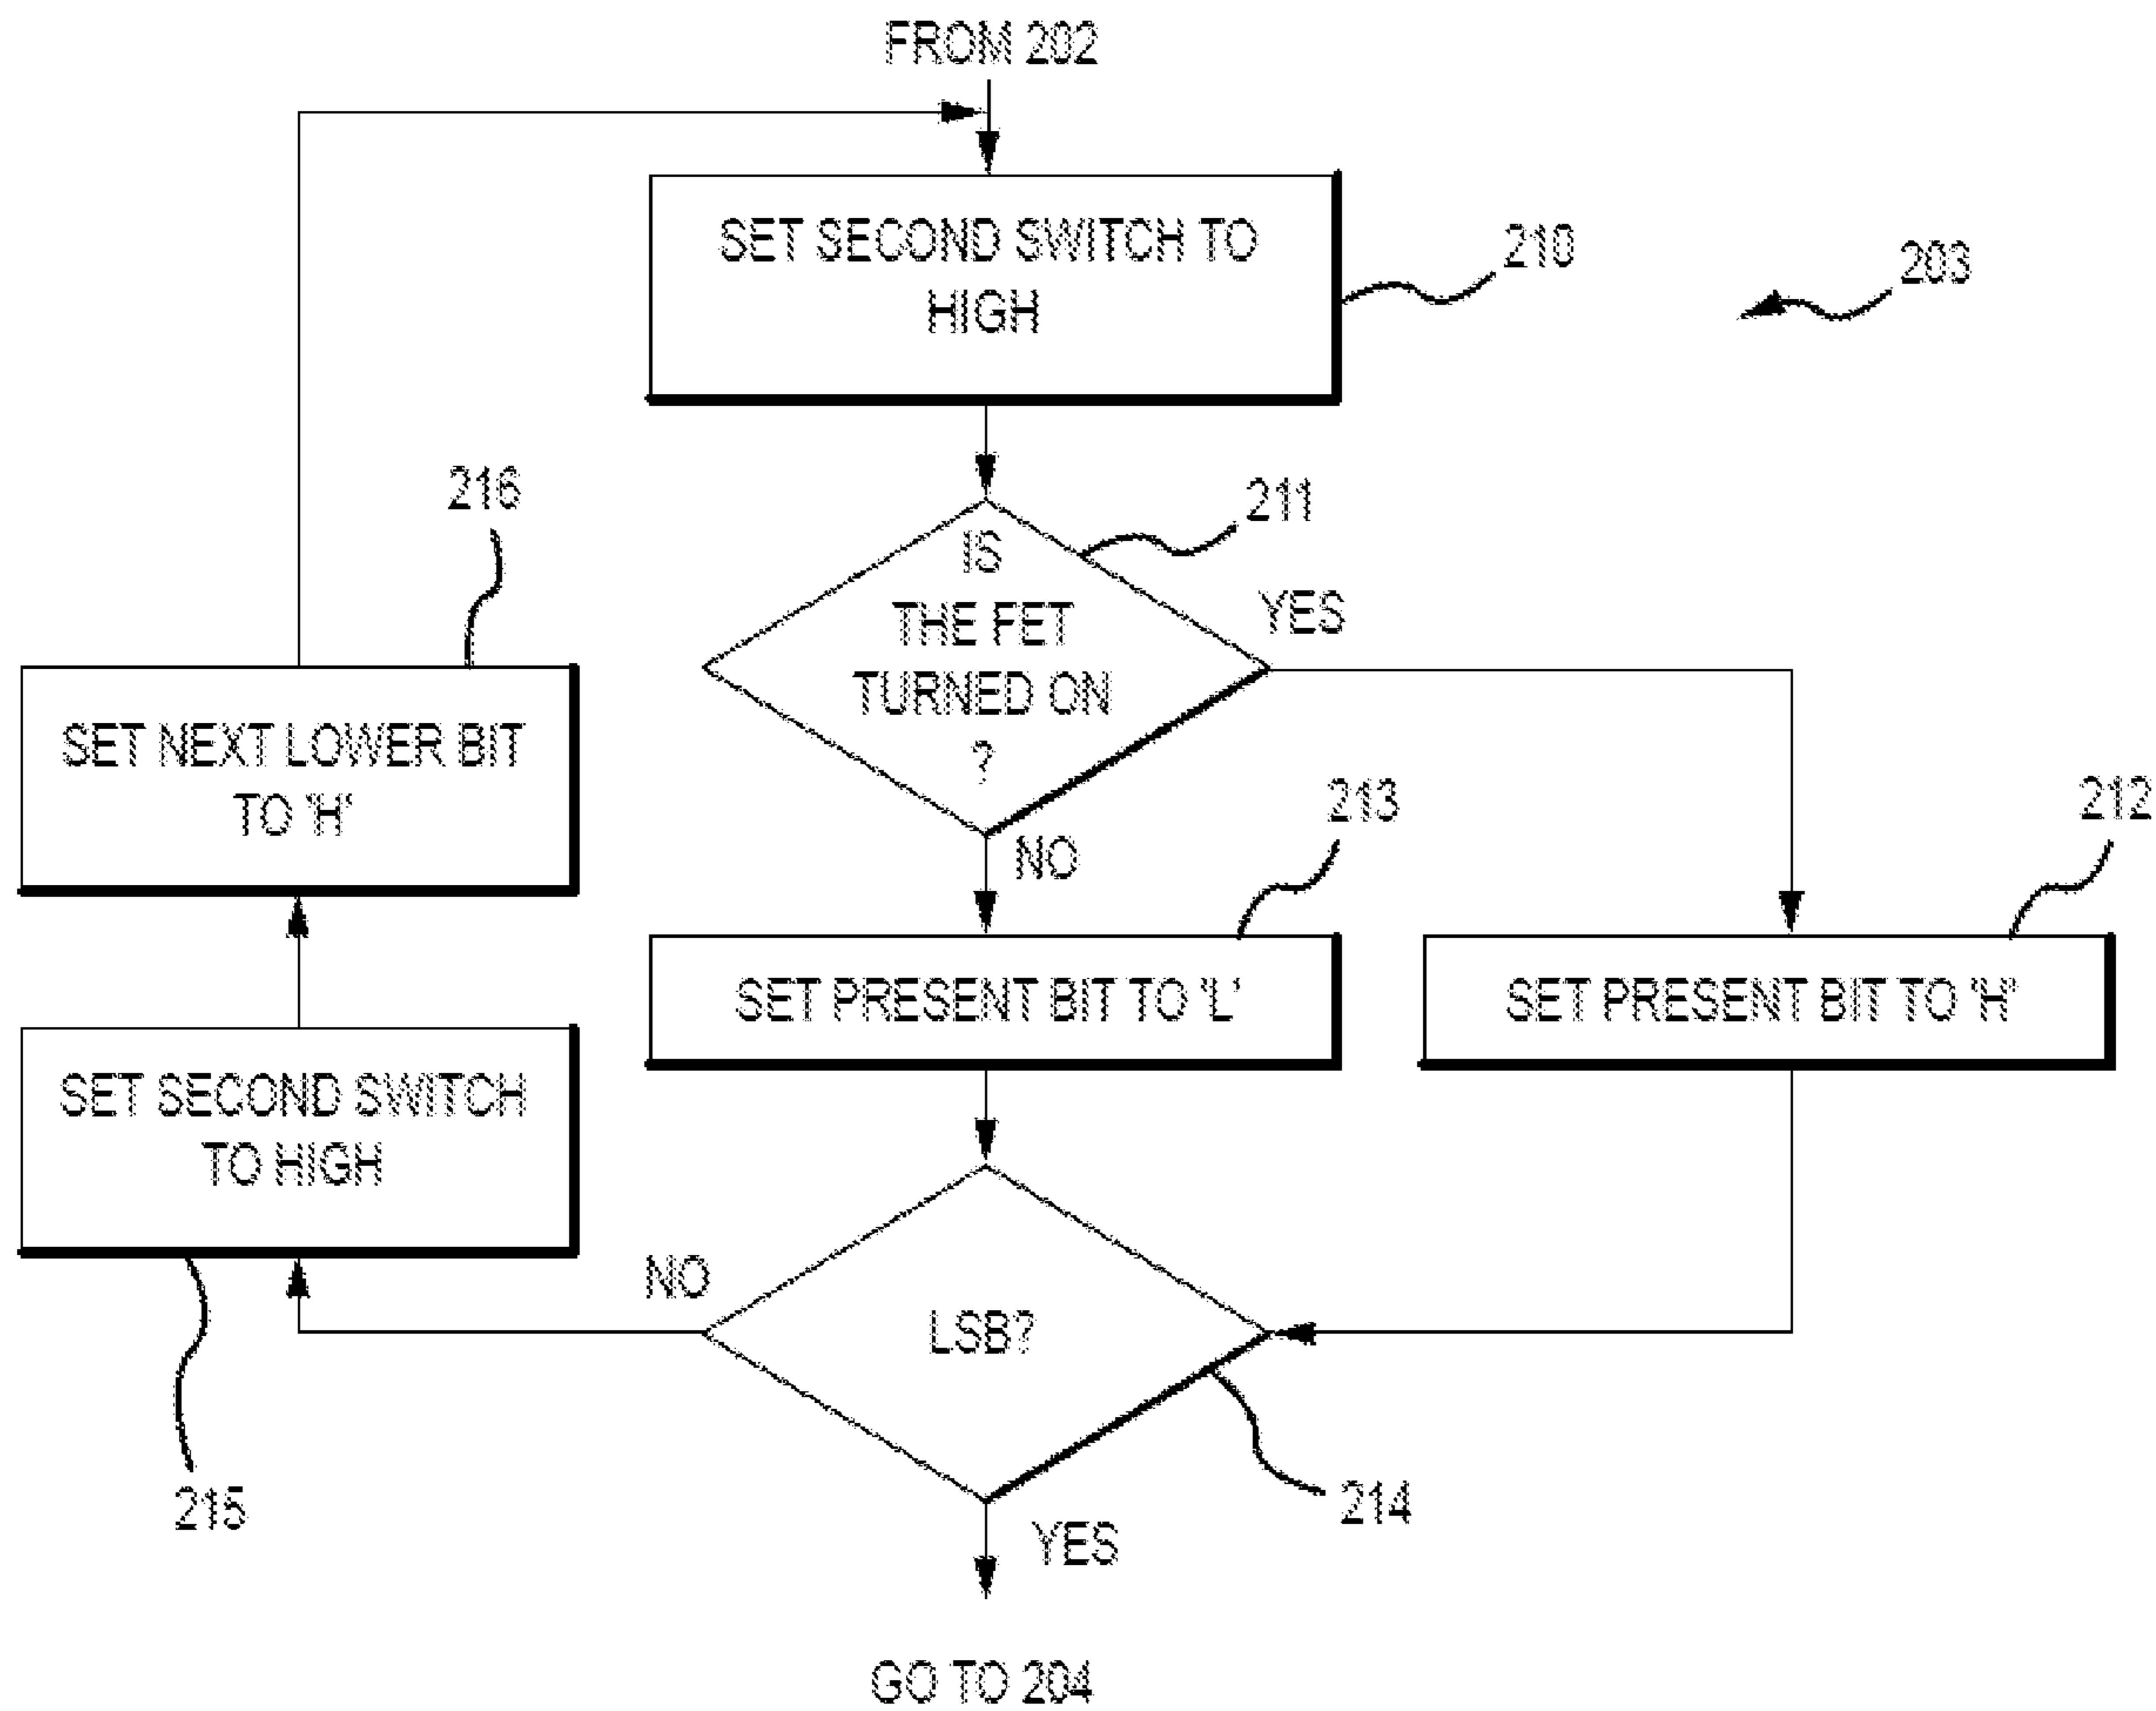 FROM 202
SET SECOND SWITCH TO
HIGH
210
203
216
211
IS
THE FET
TURNED ON
?
YES
SET NEXT LOWER BIT
TO 'H'
213
212
NO
SET PRESENT BIT TO 'L'
SET PRESENT BIT TO 'H'
SET SECOND SWITCH
TO HIGH
NO
LSB?
215
214
YES
GO TO 204